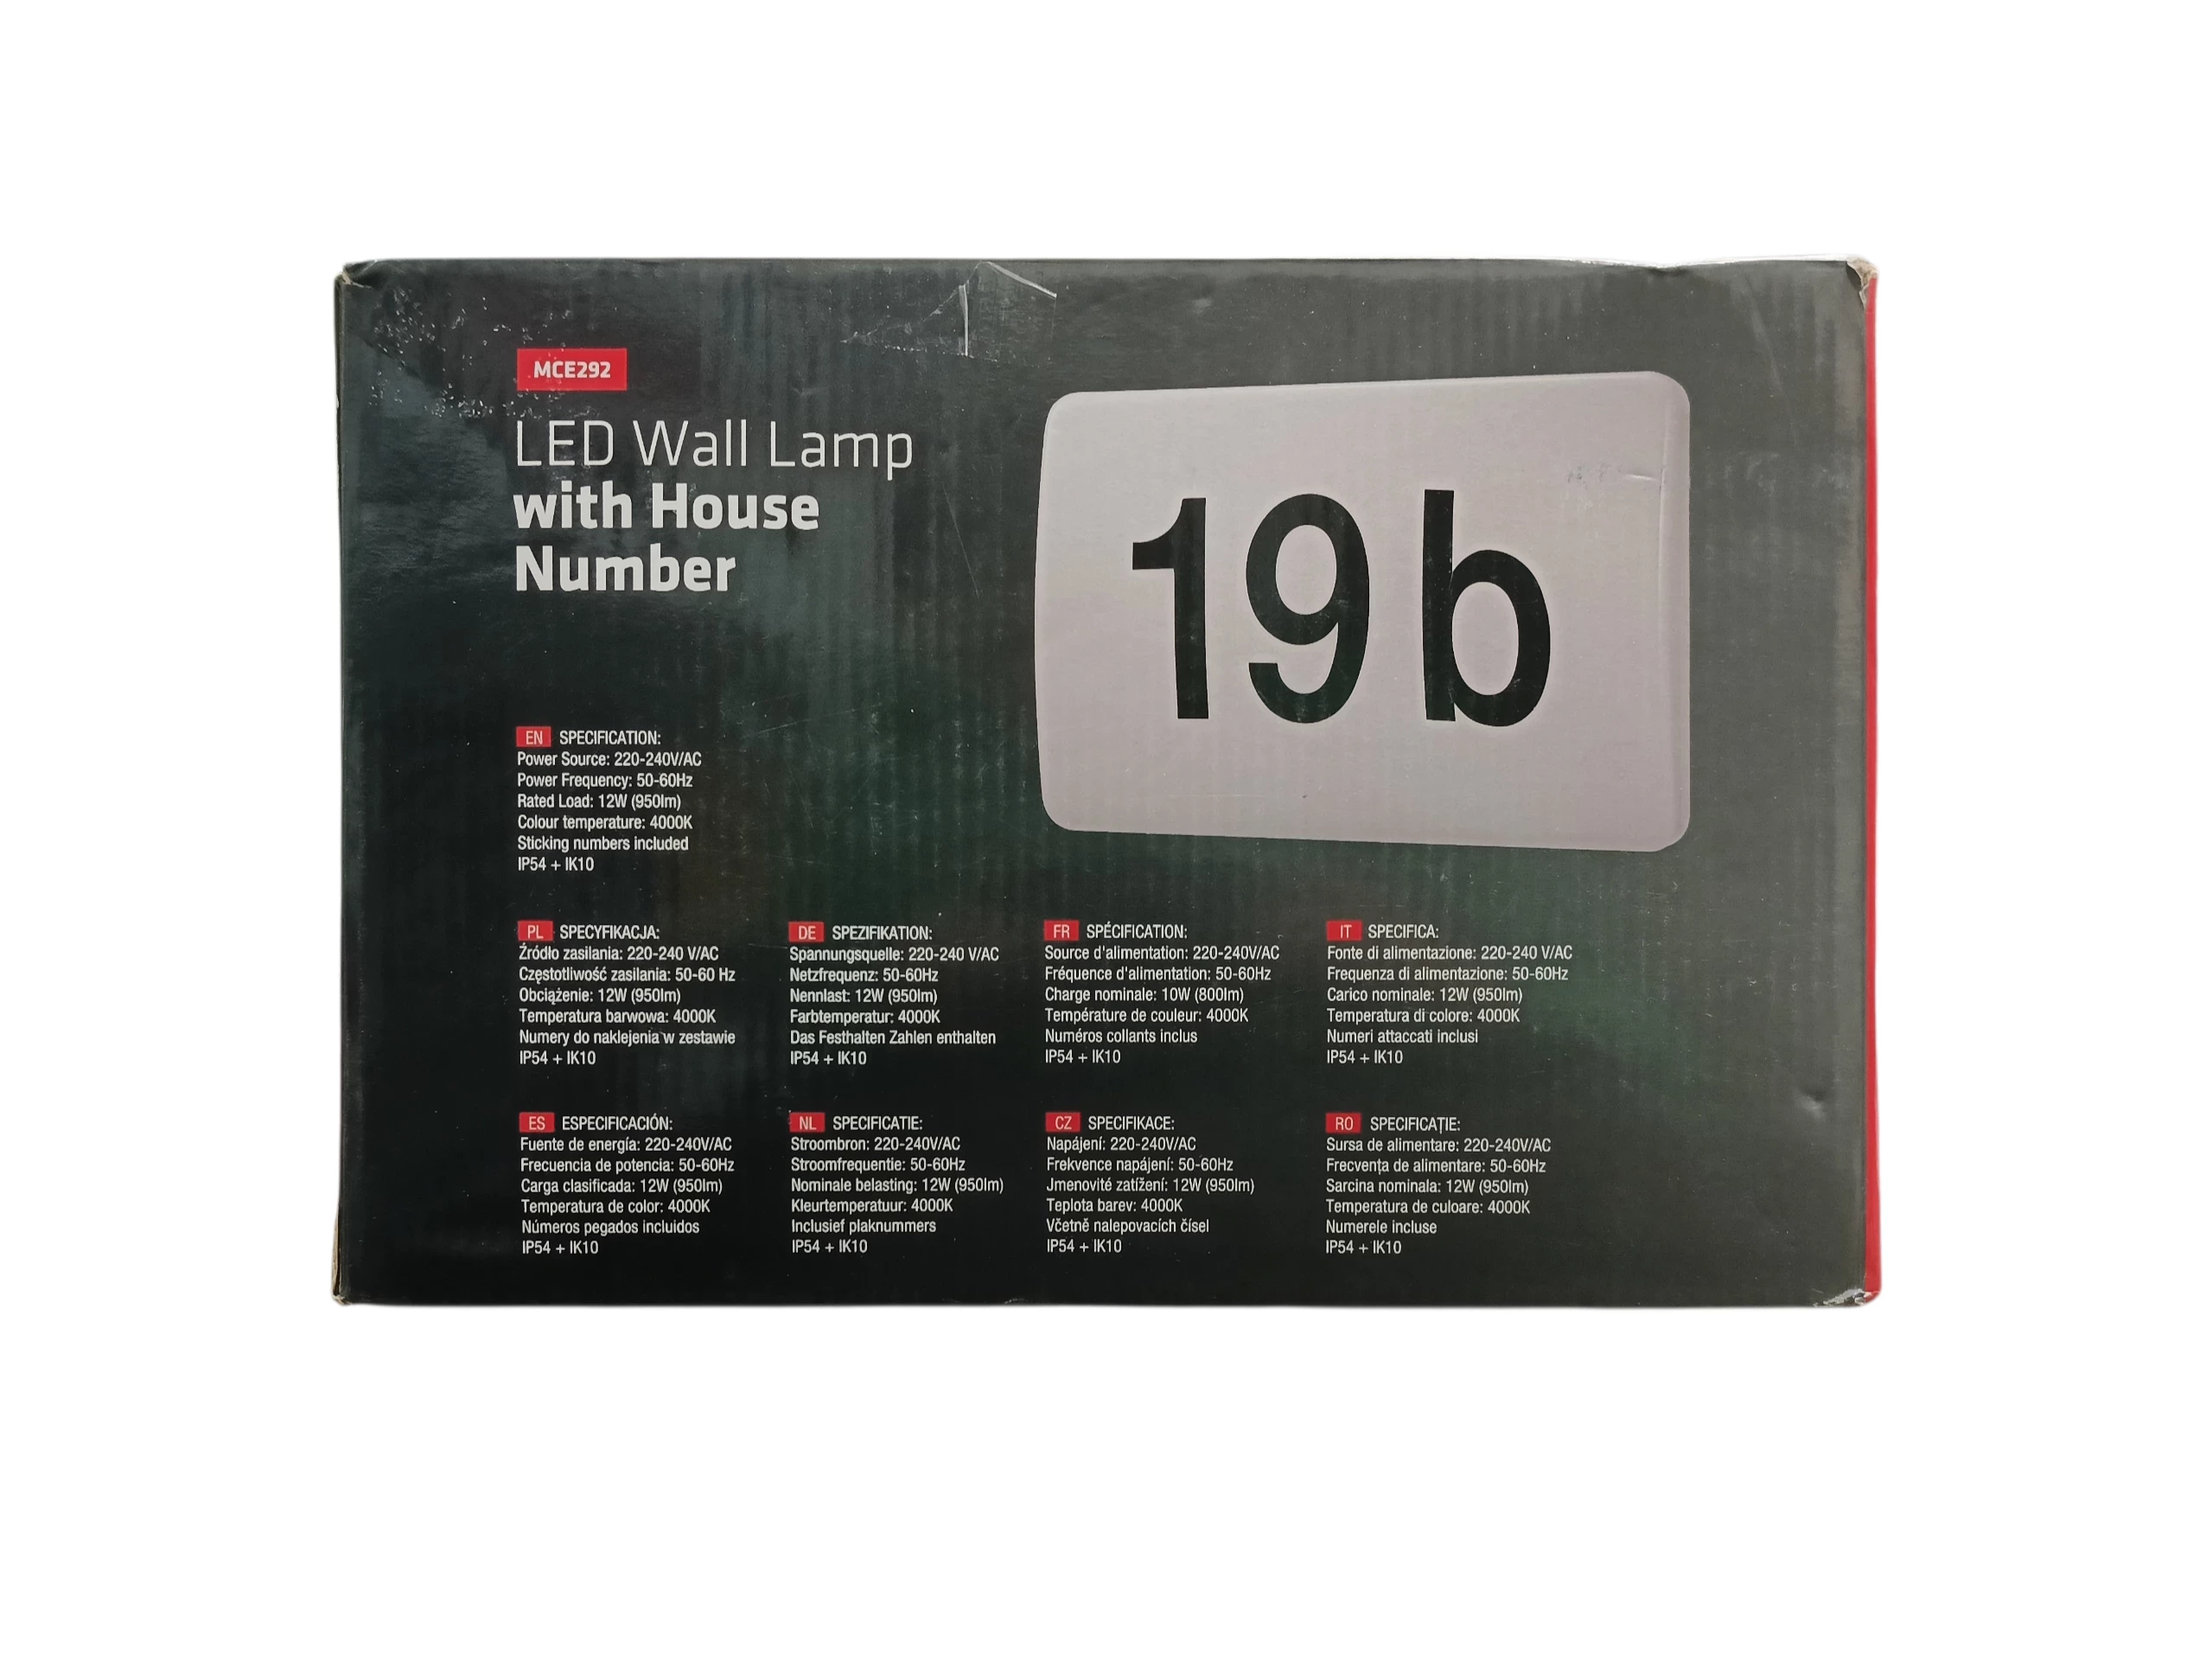 MCE292
LED Wall Lamp
with House
Number
19b
EN SPECIFICATION:
Power Source: 220-240V/AC
Power Frequency: 50-60Hz
Rated Load: 12W (950lm)
Colour temperature: 4000K
Sticking numbers included
IP54 + IK10
PL SPECYFIKACJA:
Źródło zasilania: 220-240 V/AC
Częstotliwość zasilania: 50-60 Hz
Obciążenie: 12W (950lm)
Temperatura barwowa: 4000K
Numery do naklejenia w zestawie
IP54 + IK10
DE SPEZIFIKATION:
Spannungsquelle: 220-240 V/AC
Netzfrequenz: 50-60Hz
Nennlast: 12W (950lm)
Farbtemperatur: 4000K
Das Festhalten Zahlen enthalten
IP54 + IK10
FR SPÉCIFICATION:
Source d'alimentation: 220-240V/AC
Fréquence d'alimentation: 50-60Hz
Charge nominale: 10W (800lm)
Température de couleur: 4000K
Numéros collants inclus
IP54 + IK10
IT SPECIFICA:
Fonte di alimentazione: 220-240 V/AC
Frequenza di alimentazione: 50-60Hz
Carico nominale: 12W (950lm)
Temperatura di colore: 4000K
Numeri attaccati inclusi
IP54 + IK10
ES ESPECIFICACIÓN:
Fuente de energía: 220-240V/AC
Frecuencia de potencia: 50-60Hz
Carga clasificada: 12W (950lm)
Temperatura de color: 4000K
Números pegados incluidos
IP54 + IK10
NL SPECIFICATIE:
Stroombron: 220-240V/AC
Stroomfrequentie: 50-60Hz
Nominale belasting: 12W (950lm)
Kleurtemperatuur: 4000K
Inclusief plaknummers
IP54 + IK10
CZ SPECIFIKACE:
Napájení: 220-240V/AC
Frekvence napájení: 50-60Hz
Jmenovité zatížení: 12W (950lm)
Teplota barev: 4000K
Včetně nalepovacích čísel
IP54 + IK10
RO SPECIFICAȚIE:
Sursa de alimentare: 220-240V/AC
Frecvența de alimentare: 50-60Hz
Sarcina nominala: 12W (950lm)
Temperatura de culoare: 4000K
Numerele incluse
IP54 + IK10